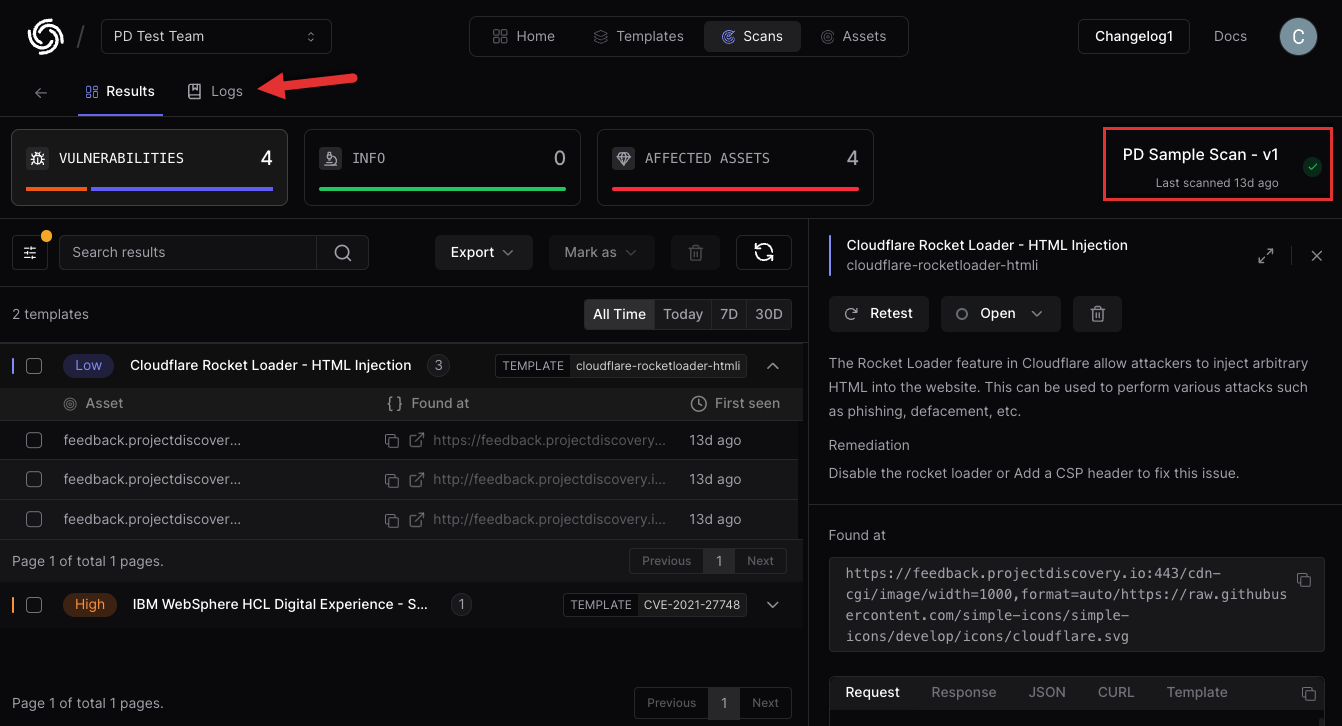 / PD Test Team Home Templates Scans Assets Changelog1 Docs C
Results Logs
VULNERABILITIES 4 INFO 0 AFFECTED ASSETS 4
PD Sample Scan - v1
Last scanned 13d ago
Search results Export Mark as
2 templates All Time Today 7D 30D
Low Cloudflare Rocket Loader - HTML Injection 3 TEMPLATE cloudflare-rocketloader-htmli
Asset { } Found at First seen
feedback.projectdiscover... https://feedback.projectdiscovery... 13d ago
feedback.projectdiscover... http://feedback.projectdiscovery.i... 13d ago
feedback.projectdiscover... http://feedback.projectdiscovery.i... 13d ago
Page 1 of total 1 pages. Previous 1 Next
High IBM WebSphere HCL Digital Experience - S... 1 TEMPLATE CVE-2021-27748
Page 1 of total 1 pages. Previous 1 Next
Cloudflare Rocket Loader - HTML Injection
cloudflare-rocketloader-htmli
Retest Open
The Rocket Loader feature in Cloudflare allow attackers to inject arbitrary
HTML into the website. This can be used to perform various attacks such
as phishing, defacement, etc.
Remediation
Disable the rocket loader or Add a CSP header to fix this issue.
Found at
https://feedback.projectdiscovery.io:443/cdn-
cgi/image/width=1000,format=auto/https://raw.githubus
ercontent.com/simple-icons/simple-
icons/develop/icons/cloudflare.svg
Request Response JSON CURL Template